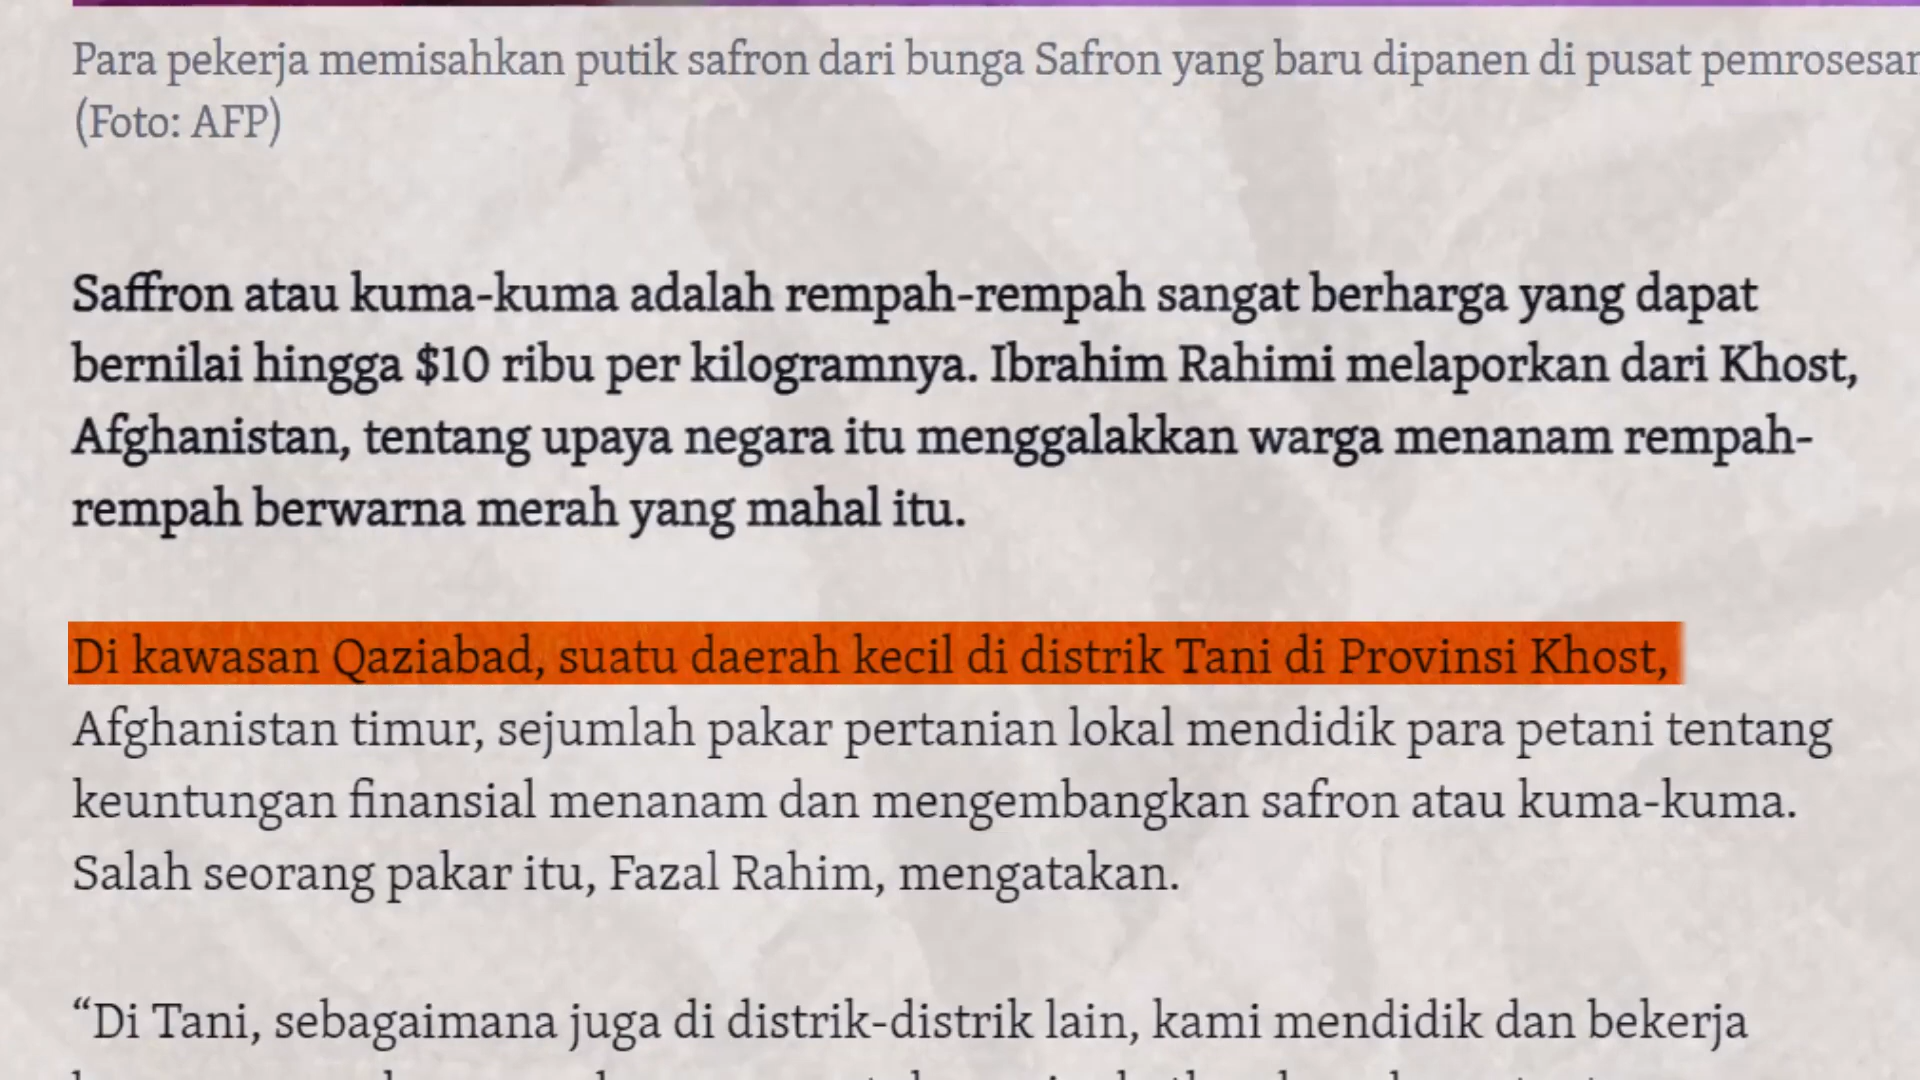 Para pekerja memisahkan putik safron dari bunga Safron yang baru dipanen di pusat
(Foto: AFP)
Saffron atau kuma-kuma adalah rempah-rempah sangat berharga yang dapat
bernilai hingga $10 ribu per kilogramnya. Ibrahim Rahimi melaporkan dari Khost,
Afghanistan, tentang upaya negara itu menggalakkan warga menanam rempah-
rempah berwarna merah yang mahal itu.
Di kawasan Qaziabad, suatu daerah kecil di distrik Tani di Provinsi Khost,
Afghanistan timur, sejumlah pakar pertanian lokal mendidik para petani tentang
keuntungan finansial menanam dan mengembangkan safron atau kuma-kuma.
Salah seorang pakar itu, Fazal Rahim, mengatakan.
“Di Tani, sebagaimana juga di distrik-distrik lain, kami mendidik dan bekerja